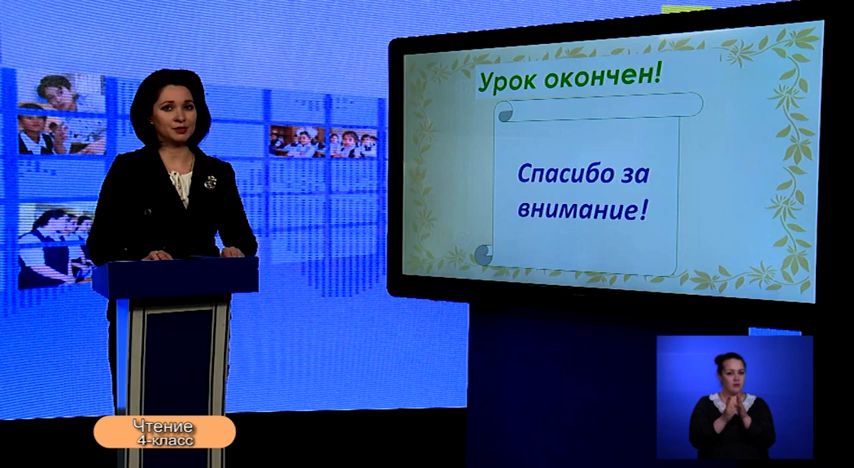 Урок окончен!
Спасибо за
внимание!
Чтение
4-класс